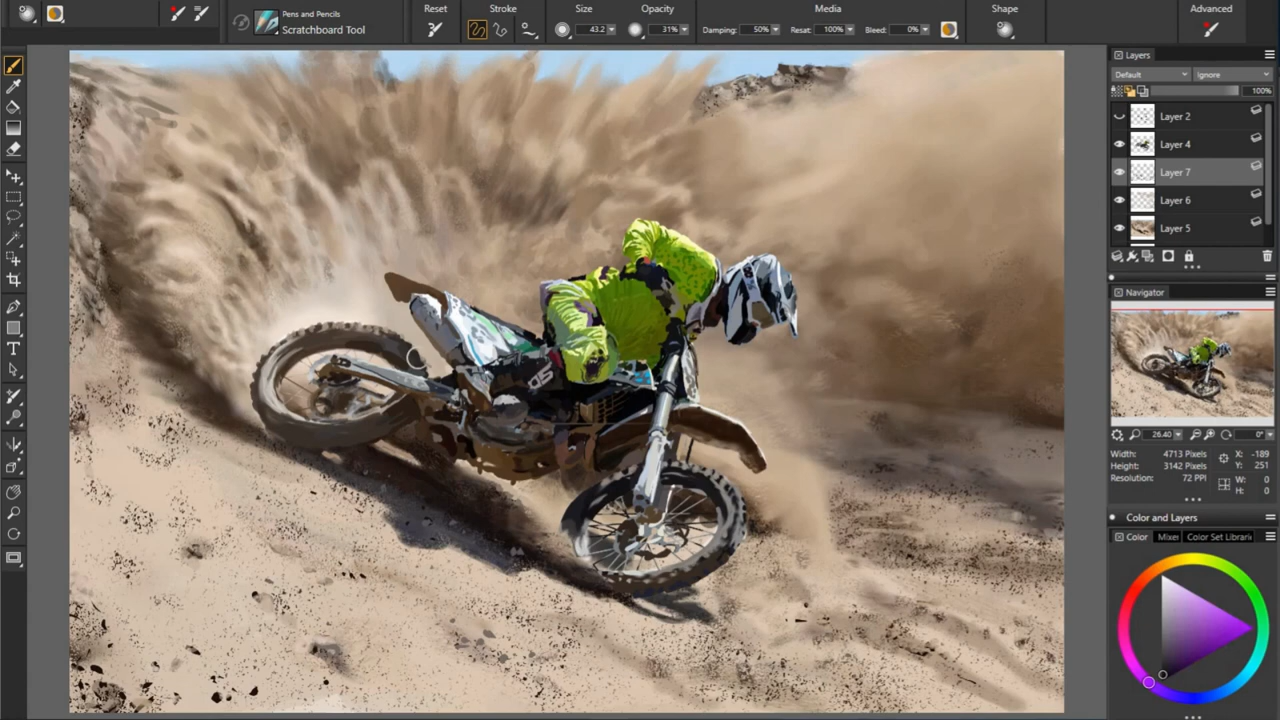 Reset
Stroke
Size
Opacity
Media
Shape
Advanced
Pens and Pencils
Scratchboard Tool
43.2
31%
Damping: 50%
Resat: 100%
Bleed: 0%
Layers
Default
Ignore
100%
Layer 2
Layer 4
Layer 7
Layer 6
Layer 5
Navigator
26.40
0°
Width: 4713 Pixels
Height: 3142 Pixels
Resolution: 72 PPI
X: -189
Y: 251
W: 0
H: 0
Color and Layers
Color
Mixer
Color Set Librarie
T